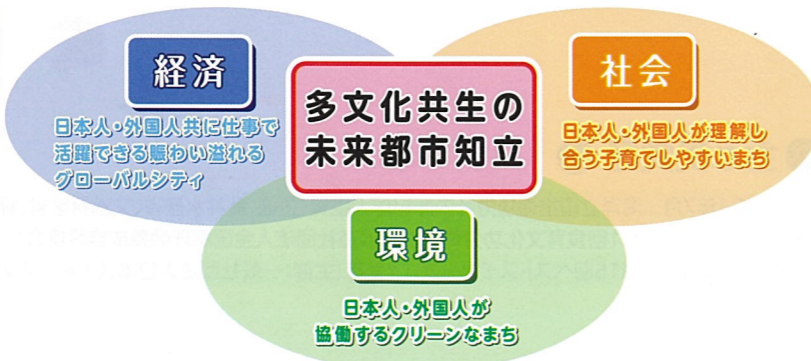 経済
日本人・外国人共に仕事で
活躍できる賑わい溢れる
グローバルシティ
多文化共生の
未来都市知立
社会
日本人・外国人が理解し
合う子育てしやすいまち
環境
日本人・外国人が
協働するクリーンなまち